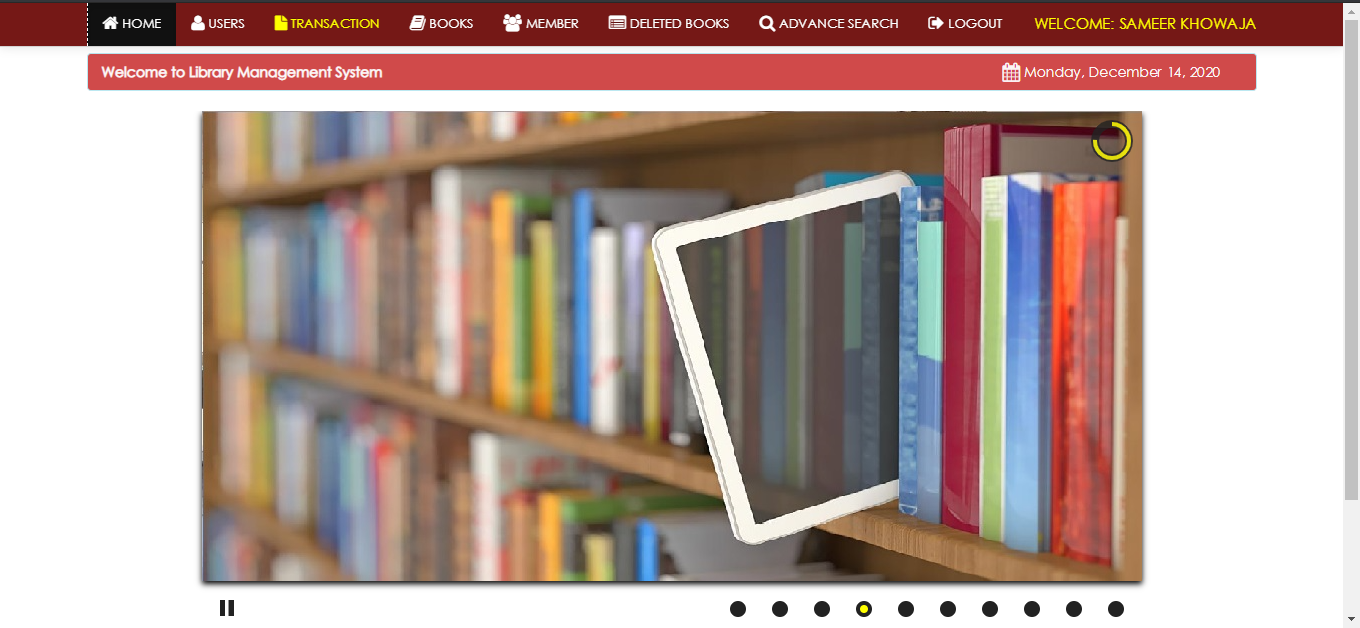 HOME USERS TRANSACTION BOOKS MEMBER DELETED BOOKS ADVANCE SEARCH LOGOUT WELCOME: SAMEER KHOWAJA
Welcome to Library Management System Monday, December 14, 2020